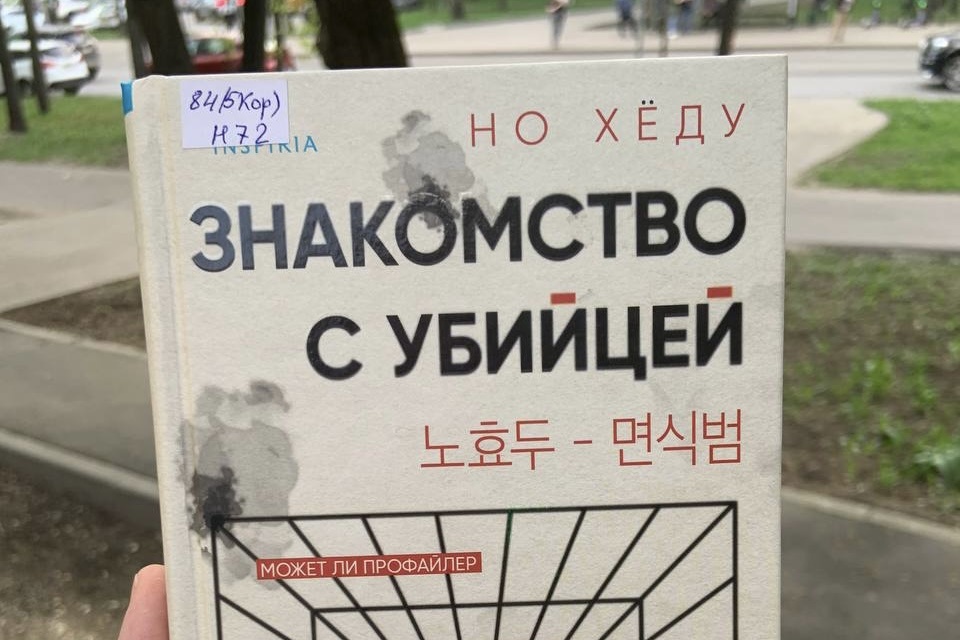 84(5Кор)
Н72
INSPIRIA
НО ХЁДУ
ЗНАКОМСТВО
С УБИЙЦЕЙ
노효두 - 면식범
МОЖЕТ ЛИ ПРОФАЙЛЕР